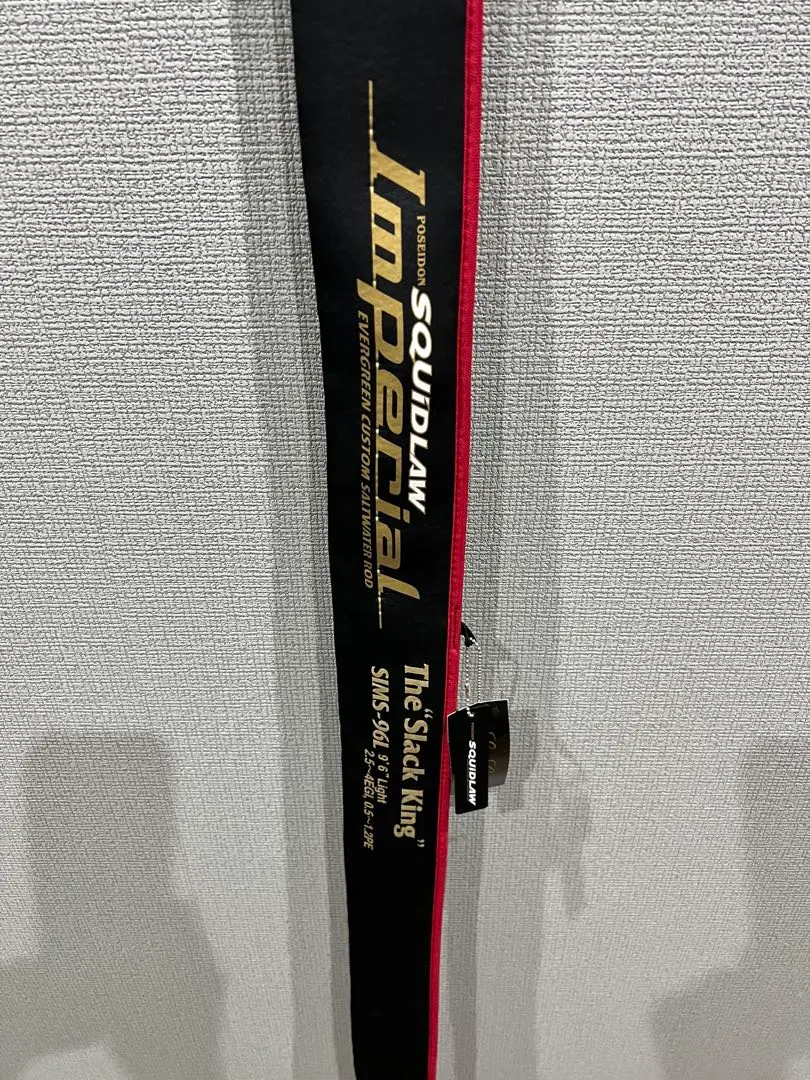 POSEIDON SQUIDLAW
Imperial
EVERGREEN CUSTOM SALTWATER ROD
The “Slack King”
SIMS-96L 9'6" Light
2.5~4EGI 0.5~1.2PE
SQUIDLAW